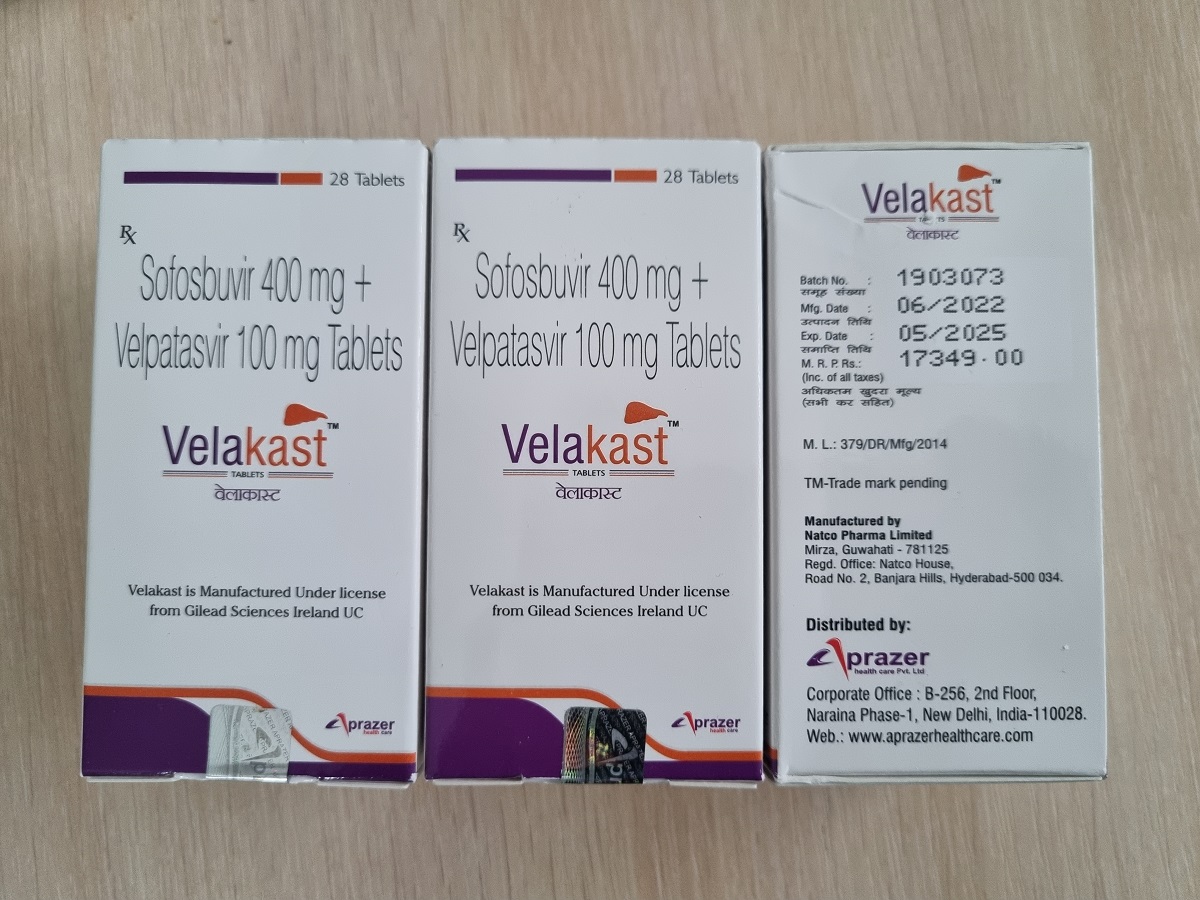 28 Tablets
Rx
Sofosbuvir 400 mg +
Velpatasvir 100 mg Tablets
Velakast™
TABLETS
वेलाकास्ट
Velakast is Manufactured Under license
from Gilead Sciences Ireland UC
Aprazer
health care
28 Tablets
Rx
Sofosbuvir 400 mg +
Velpatasvir 100 mg Tablets
Velakast™
TABLETS
वेलाकास्ट
Velakast is Manufactured Under license
from Gilead Sciences Ireland UC
Aprazer
health care
Velakast™
वेलाकास्ट
Batch No. : 1903073
समूह संख्या
Mfg. Date : 06/2022
उत्पादन तिथि
Exp. Date : 05/2025
समाप्ति तिथि
M. R. P. Rs.: 17349.00
(Inc. of all taxes)
अधिकतम खुदरा मूल्य
(सभी कर सहित)
M. L.: 379/DR/Mfg/2014
TM-Trade mark pending
Manufactured by
Natco Pharma Limited
Mirza, Guwahati - 781125
Regd. Office: Natco House,
Road No. 2, Banjara Hills, Hyderabad-500 034.
Distributed by:
Aprazer
health care Pvt. Ltd
Corporate Office : B-256, 2nd Floor,
Naraina Phase-1, New Delhi, India-110028.
Web.: www.aprazerhealthcare.com